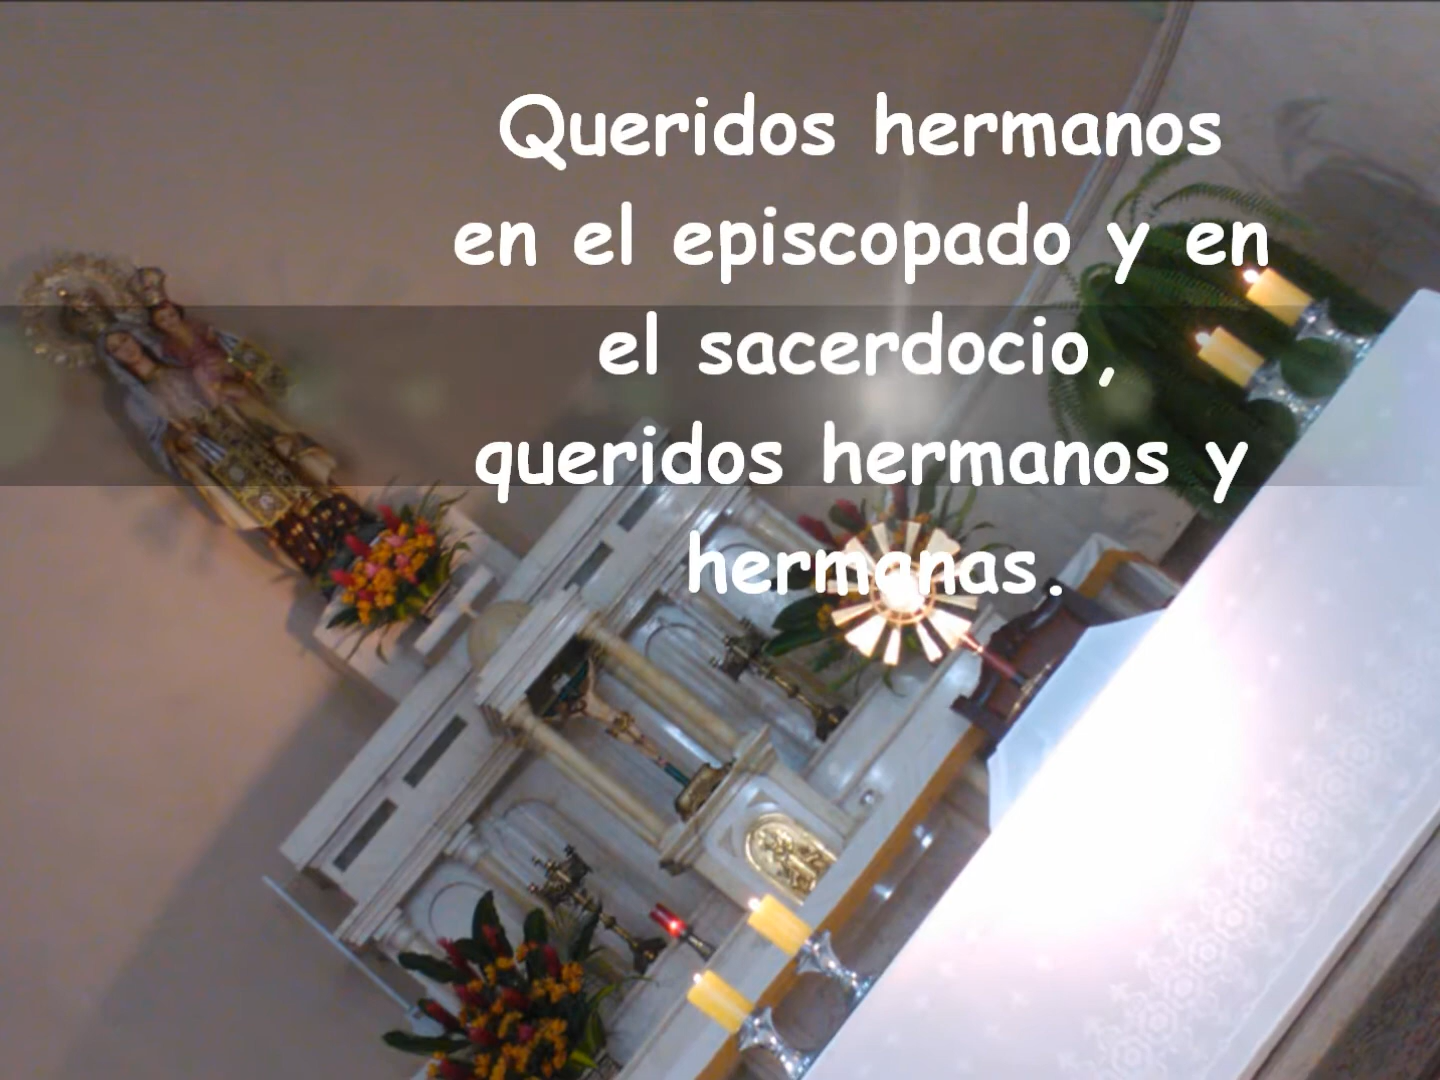 Queridos hermanos
en el episcopado y en
el sacerdocio,
queridos hermanos y
hermanas.